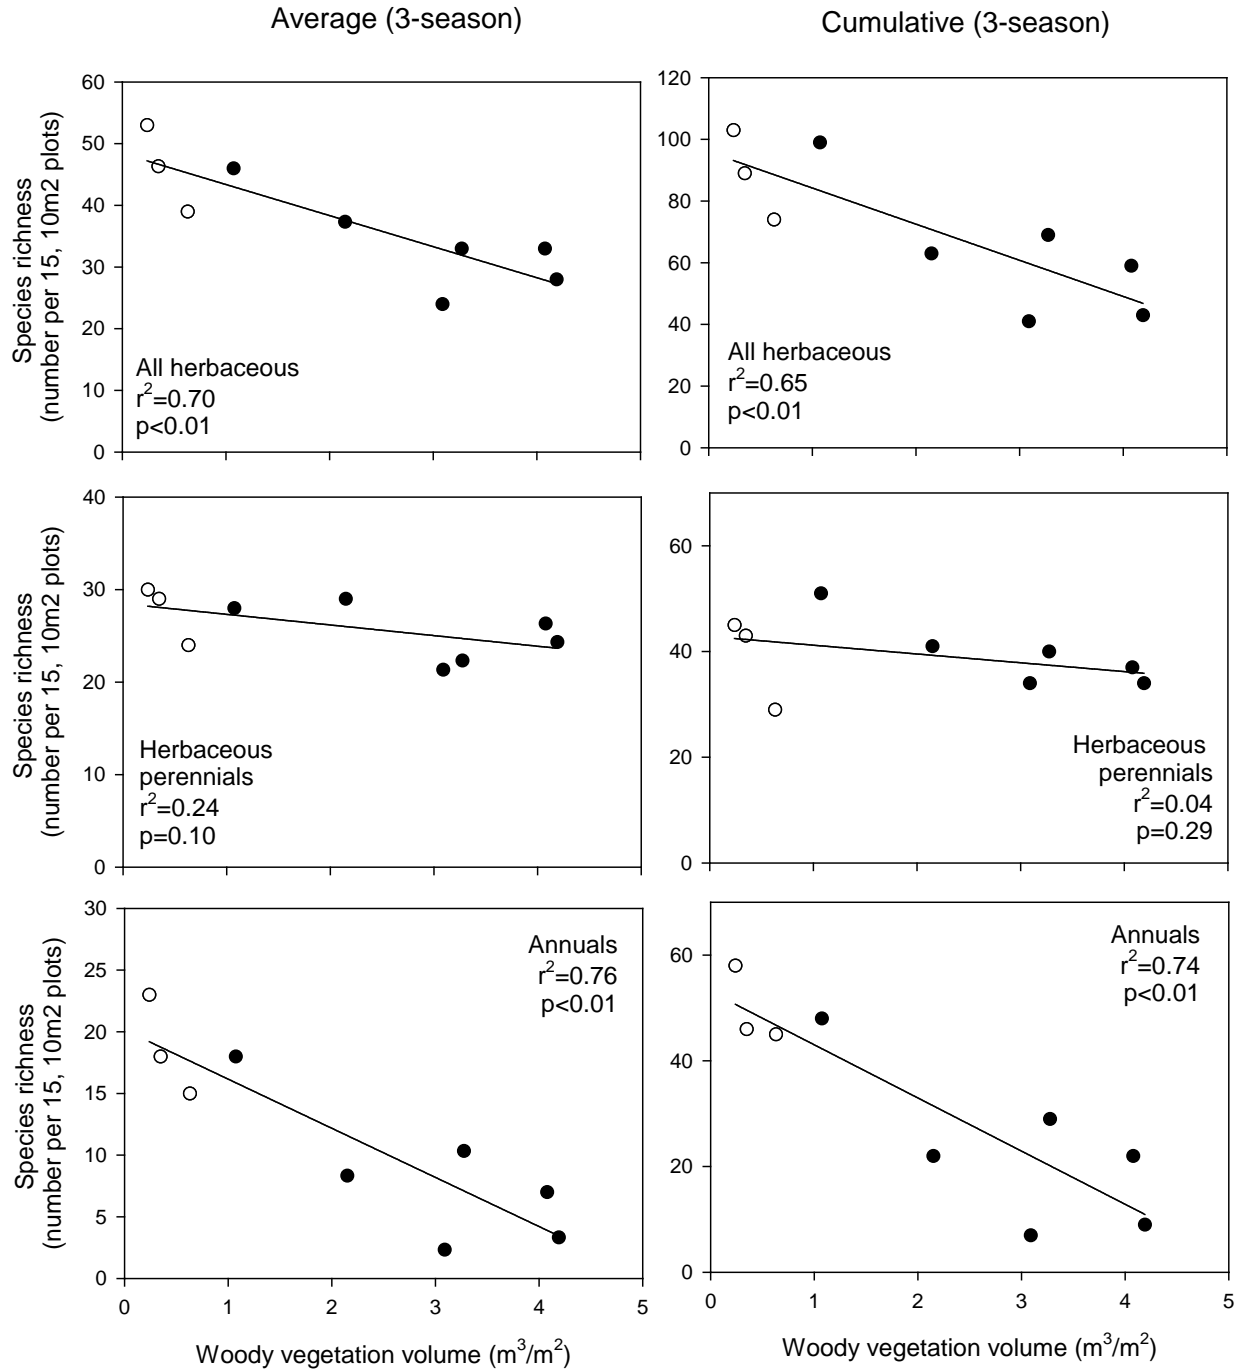 Average (3-season)
Cumulative (3-season)
Species richness
(number per 15, 10m2 plots)
60
50
40
30
20
10
0
All herbaceous
r²=0.70
p<0.01
120
100
80
60
40
20
0
All herbaceous
r²=0.65
p<0.01
Species richness
(number per 15, 10m2 plots)
40
30
20
10
0
Herbaceous
perennials
r²=0.24
p=0.10
60
40
20
0
Herbaceous
perennials
r²=0.04
p=0.29
Species richness
(number per 15, 10m2 plots)
30
25
20
15
10
5
0
Annuals
r²=0.76
p<0.01
0 1 2 3 4 5
Woody vegetation volume (m³/m²)
60
40
20
0
Annuals
r²=0.74
p<0.01
0 1 2 3 4 5
Woody vegetation volume (m³/m²)